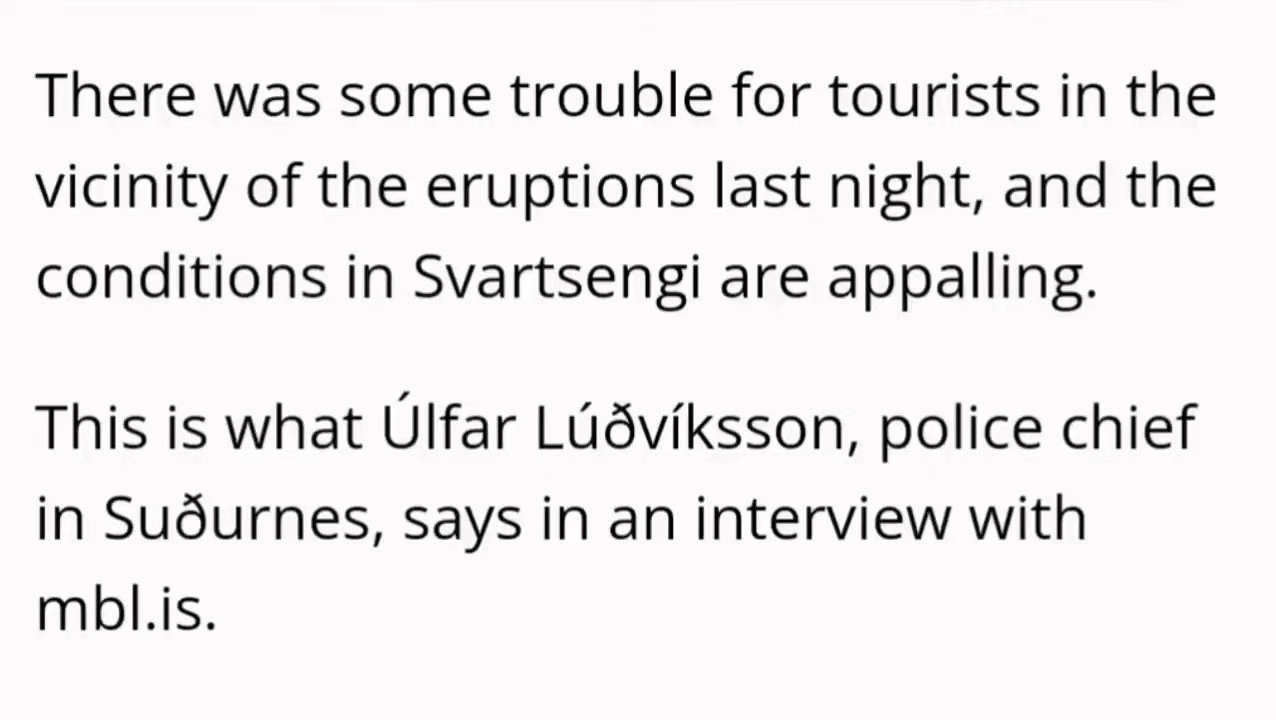 There was some trouble for tourists in the
vicinity of the eruptions last night, and the
conditions in Svartsengi are appalling.
This is what Úlfar Lúðvíksson, police chief
in Suðurnes, says in an interview with
mbl.is.